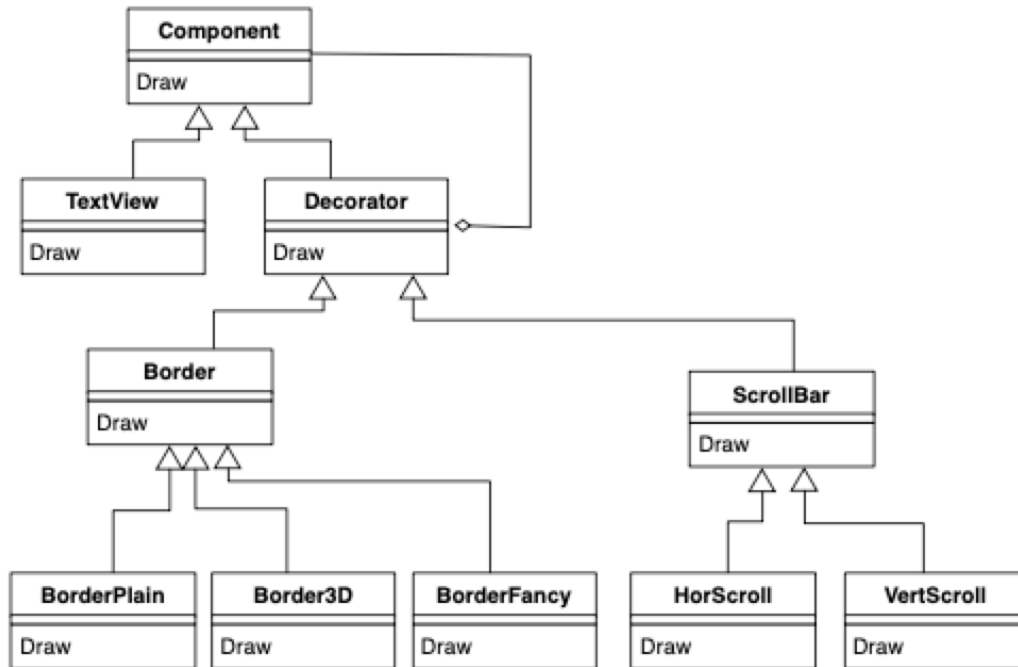 Component
Draw
TextView
Draw
Decorator
Draw
Border
Draw
ScrollBar
Draw
BorderPlain
Draw
Border3D
Draw
BorderFancy
Draw
HorScroll
Draw
VertScroll
Draw